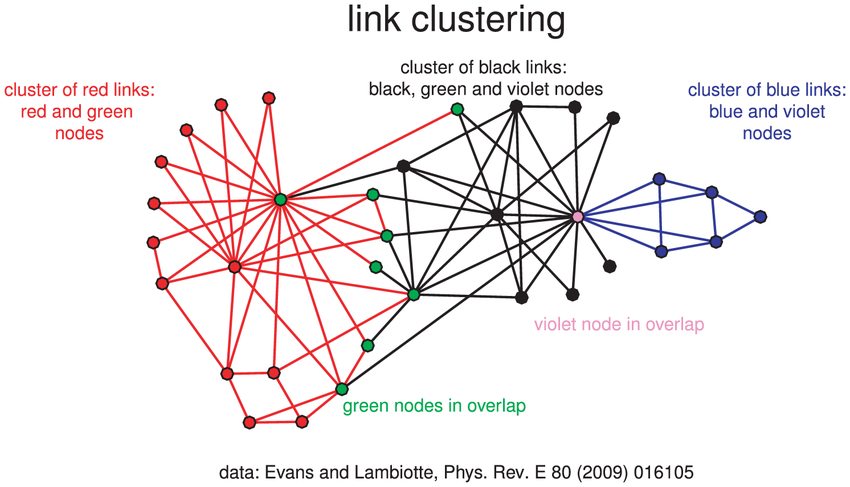 link clustering
cluster of red links:
red and green
nodes
cluster of black links:
black, green and violet nodes
cluster of blue links:
blue and violet
nodes
violet node in overlap
green nodes in overlap
data: Evans and Lambiotte, Phys. Rev. E 80 (2009) 016105